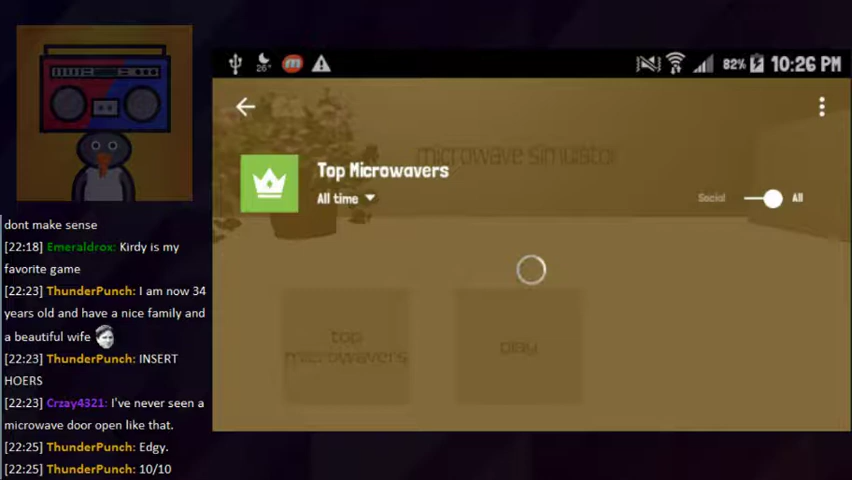 dont make sense
[22:18] Emeraldrox: Kirdy is my
favorite game
[22:23] ThunderPunch: I am now 34
years old and have a nice family and
a beautiful wife
[22:23] ThunderPunch: INSERT
HOERS
[22:23] Crzay4321: I've never seen a
microwave door open like that.
[22:25] ThunderPunch: Edgy.
[22:25] ThunderPunch: 10/10
26°
m
82%
10:26 PM
microwave simulator
Top Microwavers
All time
Social
All
top
microwavers
play